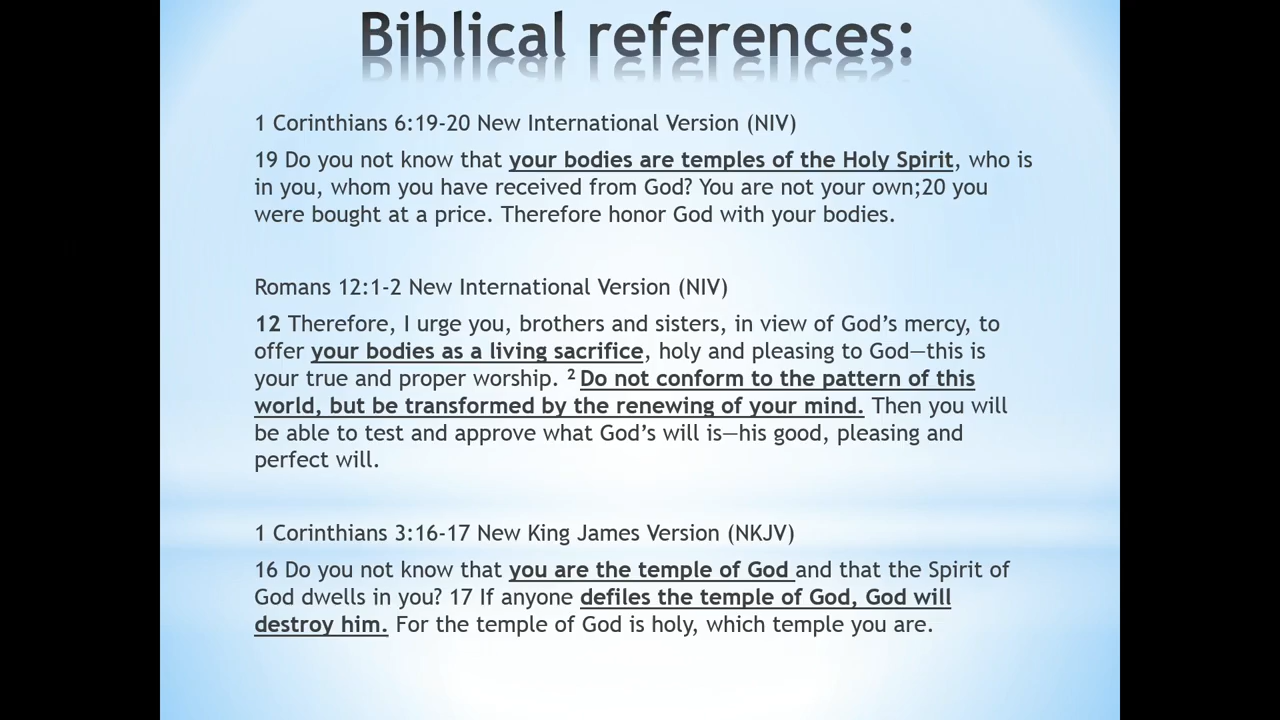 Biblical references:
1 Corinthians 6:19-20 New International Version (NIV)
19 Do you not know that your bodies are temples of the Holy Spirit, who is
in you, whom you have received from God? You are not your own;20 you
were bought at a price. Therefore honor God with your bodies.
Romans 12:1-2 New International Version (NIV)
12 Therefore, I urge you, brothers and sisters, in view of God’s mercy, to
offer your bodies as a living sacrifice, holy and pleasing to God—this is
your true and proper worship. ² Do not conform to the pattern of this
world, but be transformed by the renewing of your mind. Then you will
be able to test and approve what God’s will is—his good, pleasing and
perfect will.
1 Corinthians 3:16-17 New King James Version (NKJV)
16 Do you not know that you are the temple of God and that the Spirit of
God dwells in you? 17 If anyone defiles the temple of God, God will
destroy him. For the temple of God is holy, which temple you are.